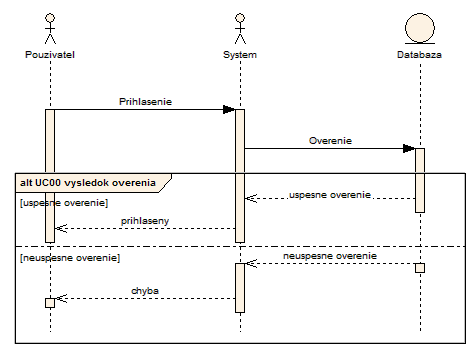 Pouzivatel
System
Databaza
Prihlasenie
Overenie
alt UC00 vysledok overenia
[uspesne overenie]
uspesne overenie
prihlaseny
[neuspesne overenie]
neuspesne overenie
chyba